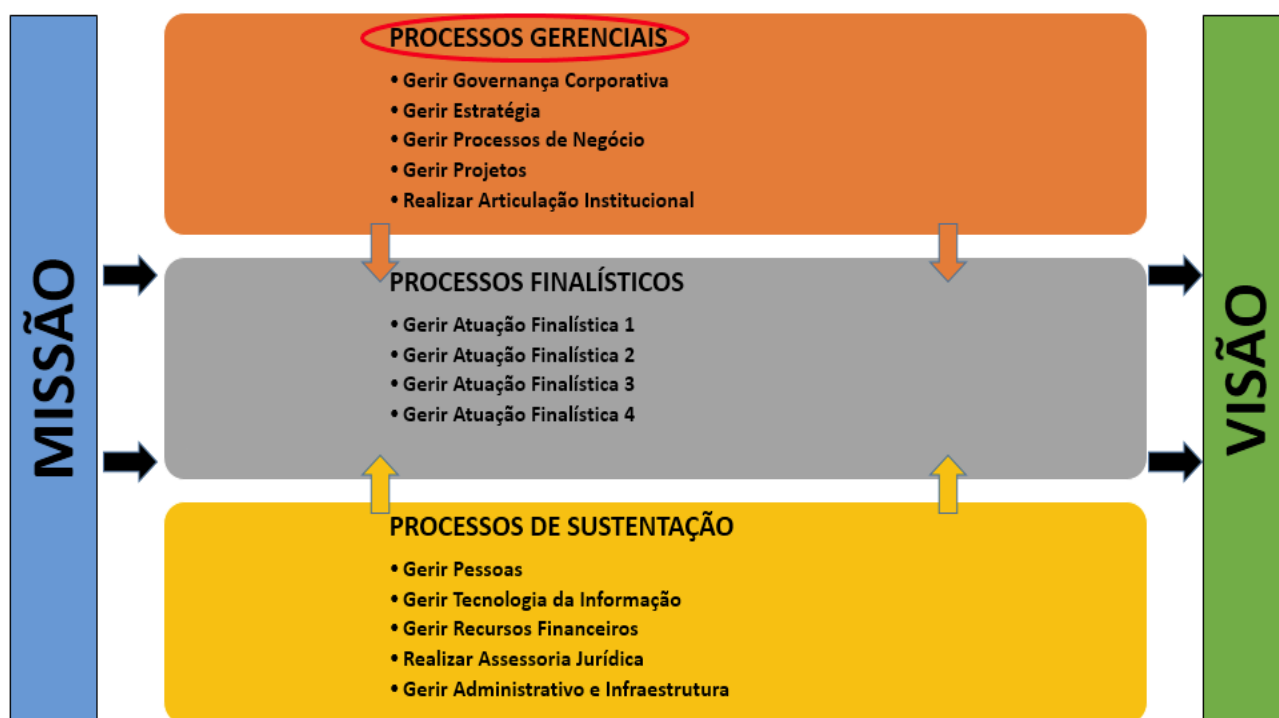 MISSÃO
PROCESSOS GERENCIAIS
• Gerir Governança Corporativa
• Gerir Estratégia
• Gerir Processos de Negócio
• Gerir Projetos
• Realizar Articulação Institucional
PROCESSOS FINALÍSTICOS
• Gerir Atuação Finalística 1
• Gerir Atuação Finalística 2
• Gerir Atuação Finalística 3
• Gerir Atuação Finalística 4
PROCESSOS DE SUSTENTAÇÃO
• Gerir Pessoas
• Gerir Tecnologia da Informação
• Gerir Recursos Financeiros
• Realizar Assessoria Jurídica
• Gerir Administrativo e Infraestrutura
VISÃO